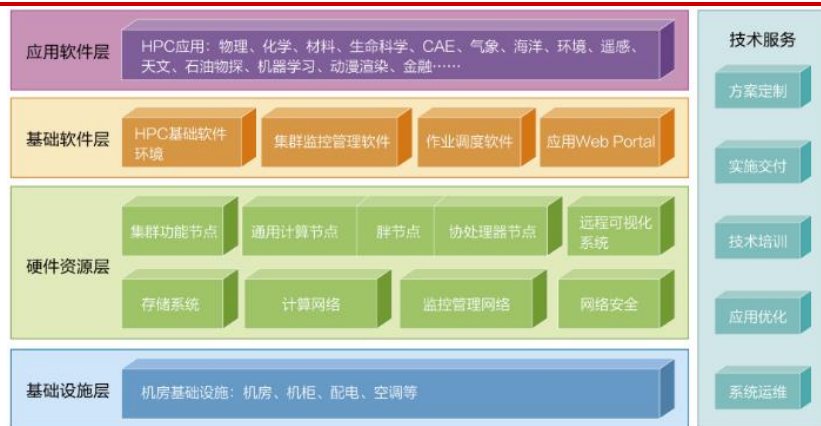 应用软件层
HPC应用：物理、化学、材料、生命科学、CAE、气象、海洋、环境、遥感、
天文、石油物探、机器学习、动漫渲染、金融……
基础软件层
HPC基础软件
环境
集群监控管理软件
作业调度软件
应用Web Portal
硬件资源层
集群功能节点
通用计算节点
胖节点
协处理器节点
远程可视化
系统
存储系统
计算网络
监控管理网络
网络安全
基础设施层
机房基础设施：机房、机柜、配电、空调等
技术服务
方案定制
实施交付
技术培训
应用优化
系统运维